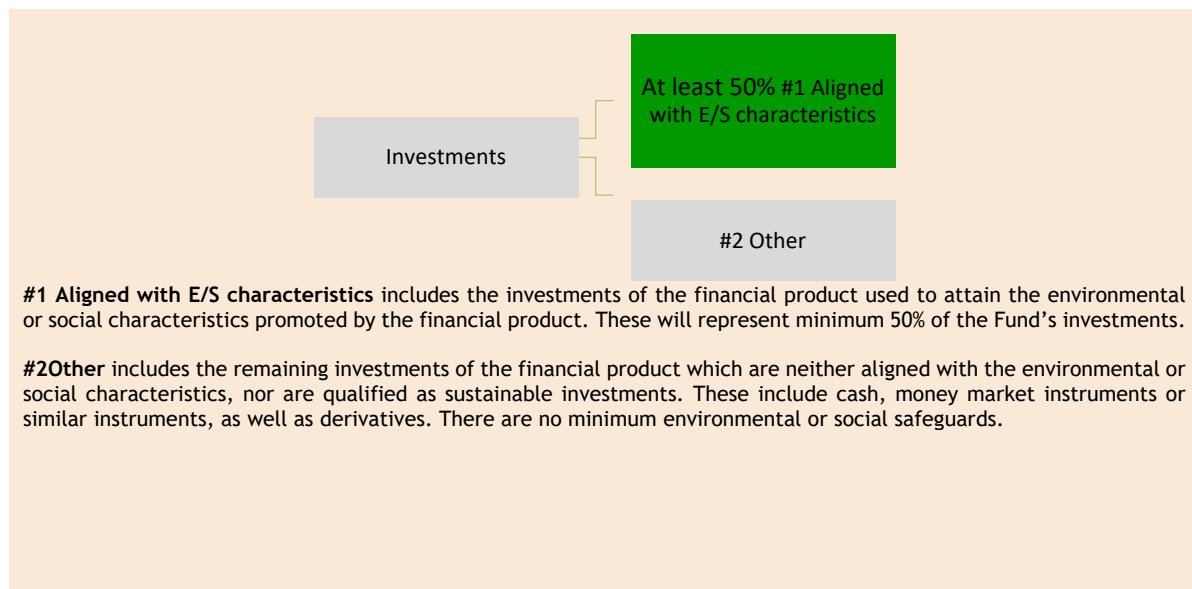 At least 50% #1 Aligned
with E/S characteristics
Investments
#2 Other
#1 Aligned with E/S characteristics includes the investments of the financial product used to attain the environmental
or social characteristics promoted by the financial product. These will represent minimum 50% of the Fund’s investments.
#2Other includes the remaining investments of the financial product which are neither aligned with the environmental or
social characteristics, nor are qualified as sustainable investments. These include cash, money market instruments or
similar instruments, as well as derivatives. There are no minimum environmental or social safeguards.